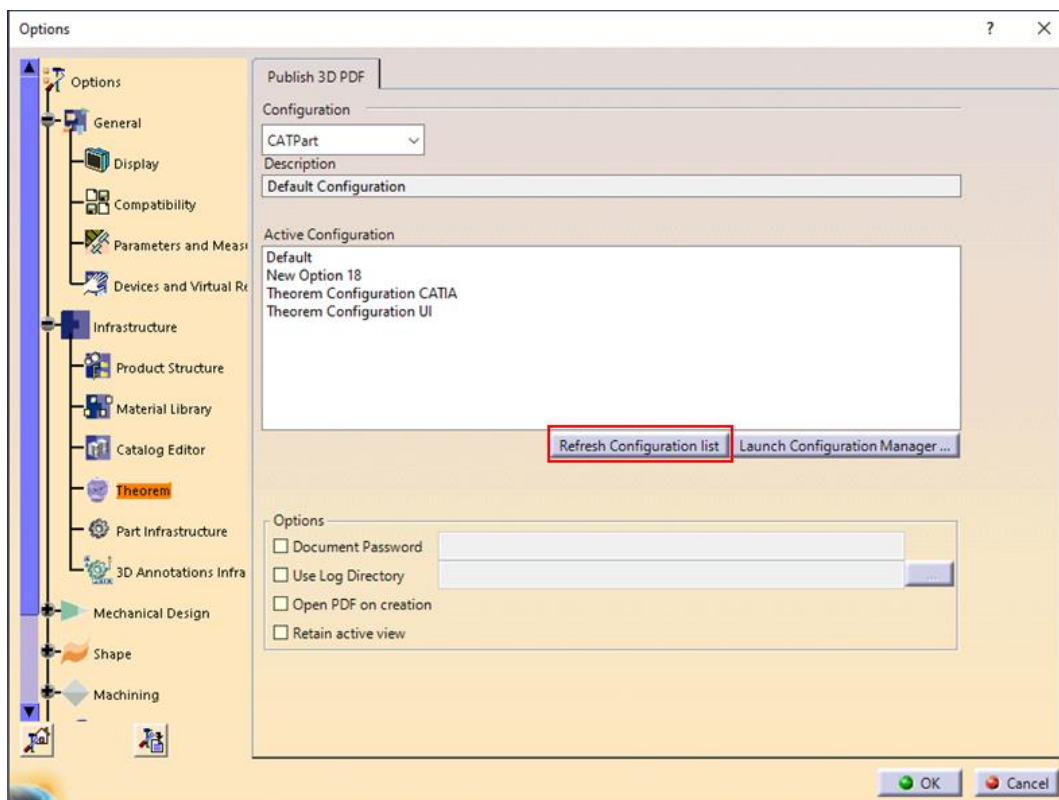 Options
?
Options
General
Display
Compatibility
Parameters and Measu
Devices and Virtual Re
Infrastructure
Product Structure
Material Library
Catalog Editor
Theorem
Part Infrastructure
3D Annotations Infra
Mechanical Design
Shape
Machining
Publish 3D PDF
Configuration
CATPart
Description
Default Configuration
Active Configuration
Default
New Option 18
Theorem Configuration CATIA
Theorem Configuration UI
Refresh Configuration list
Launch Configuration Manager ...
Options
Document Password
Use Log Directory
...
Open PDF on creation
Retain active view
OK
Cancel